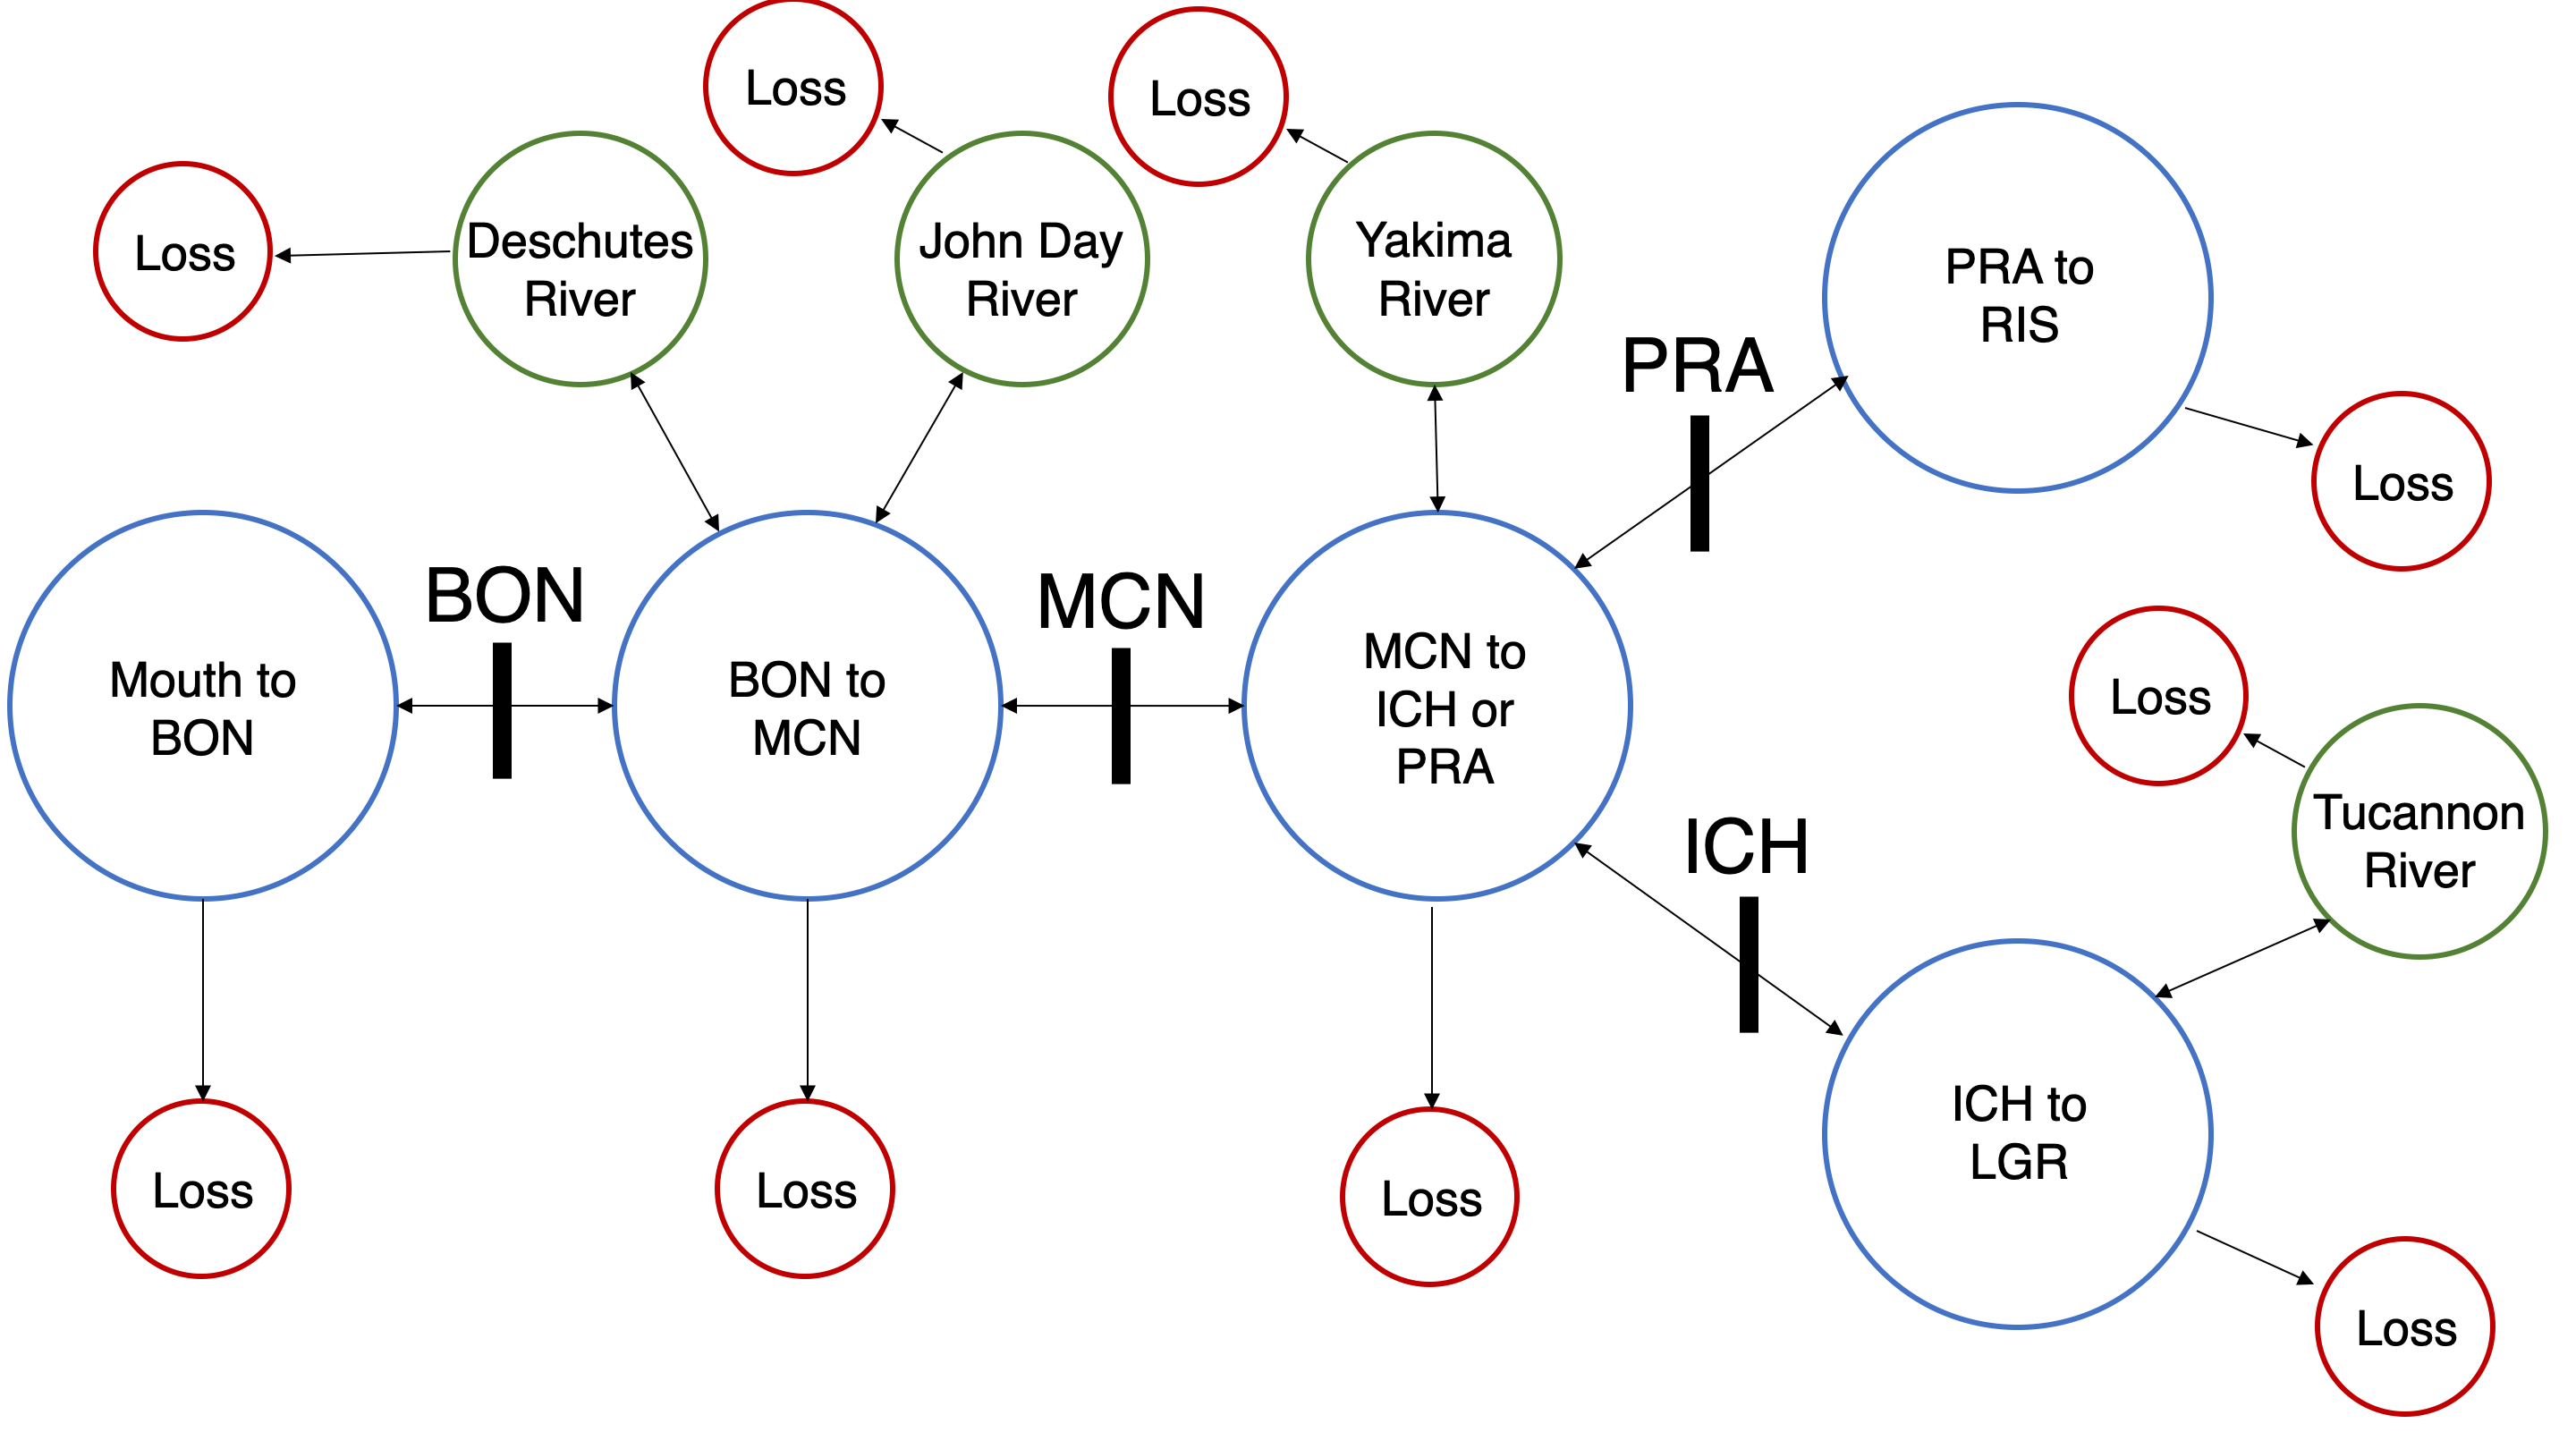 Loss
Loss
Loss
Deschutes
River
John Day
River
Yakima
River
PRA to
RIS
PRA
Loss
BON
MCN
Mouth to
BON
BON to
MCN
MCN to
ICH or
PRA
Loss
Tucannon
River
ICH
ICH to
LGR
Loss
Loss
Loss
Loss